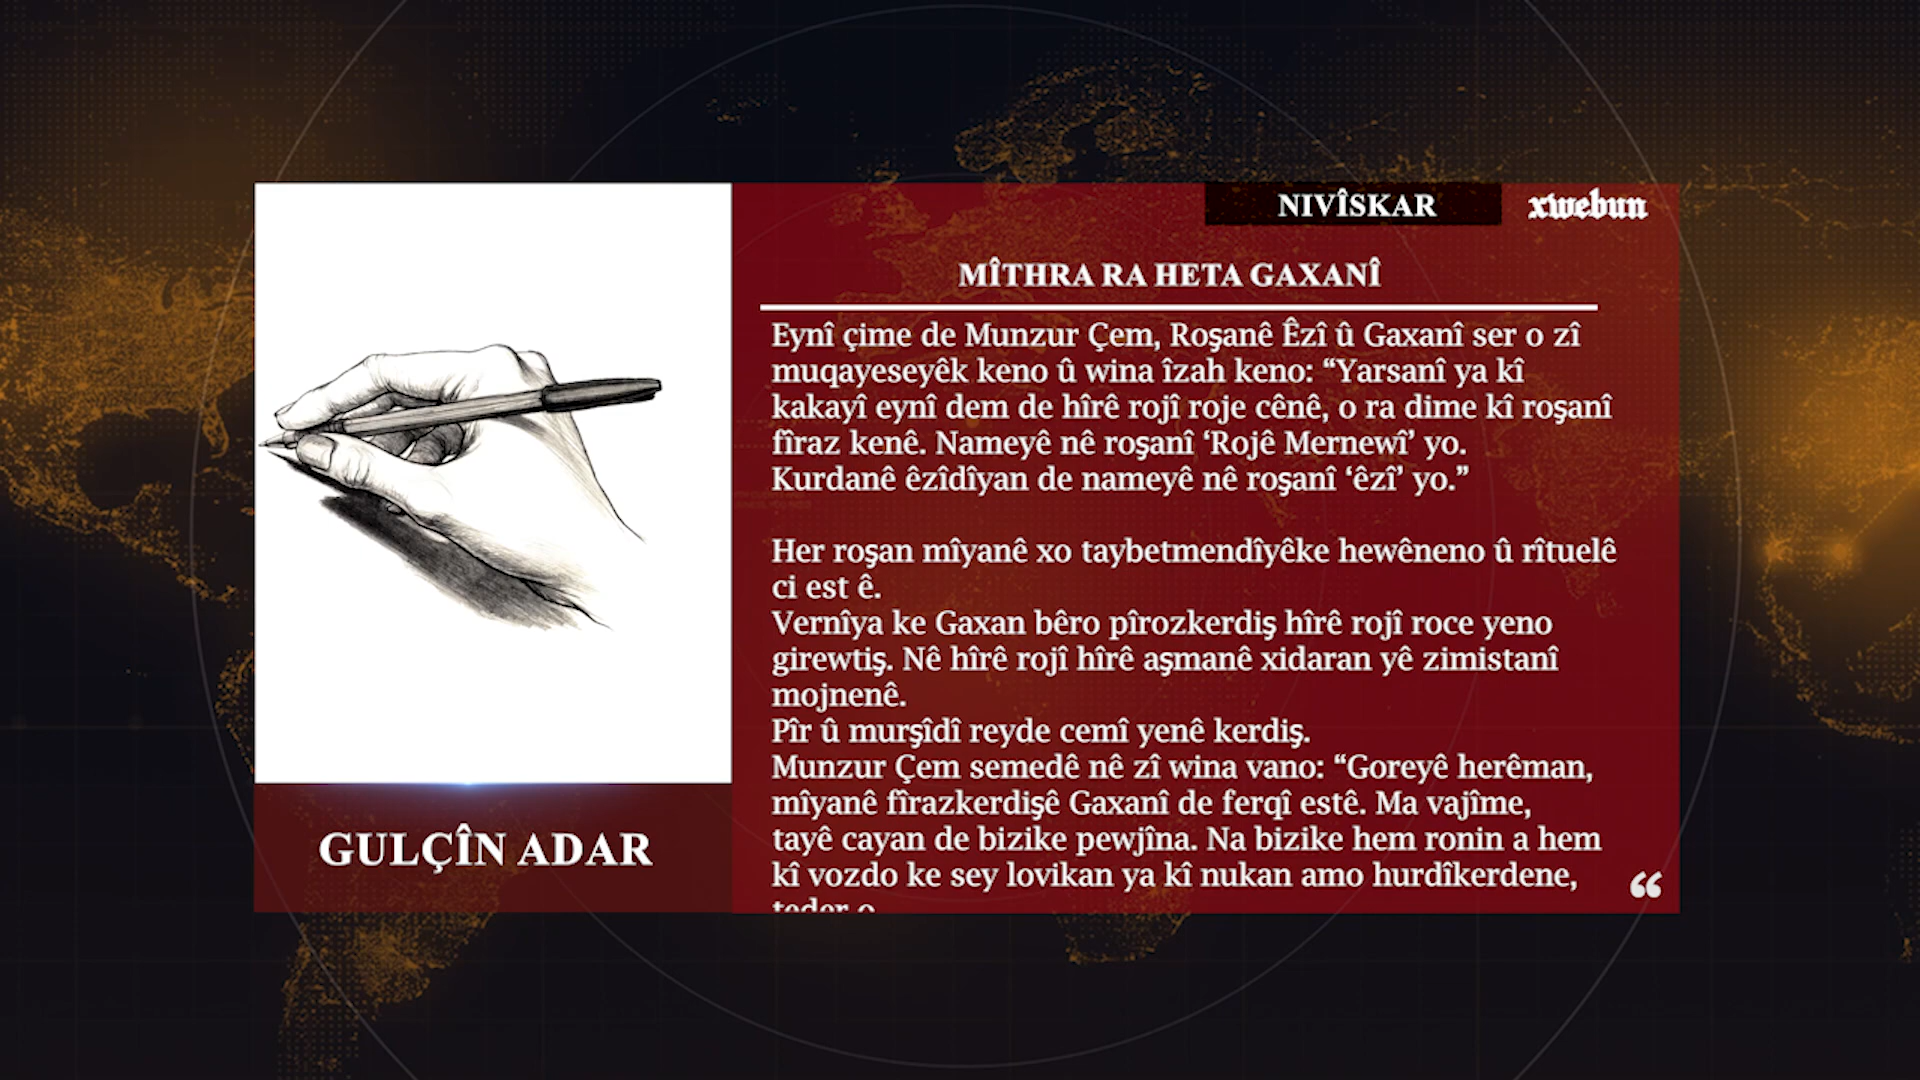 NIVÎSKAR
xwebun
MÎTHRA RA HETA GAXANÎ
Eynî çime de Munzur Çem, Roşanê Êzî û Gaxanî ser o zî
muqayeseyêk keno û wina îzah keno: “Yarsanî ya kî
kakayî eynî dem de hîrê rojî roje cênê, o ra dime kî roşanî
fîraz kenê. Nameyê nê roşanî ‘Rojê Mernewî’ yo.
Kurdanê êzîdîyan de nameyê nê roşanî ‘êzî’ yo.”
Her roşan mîyanê xo taybetmendîyêke hewêneno û rîtuelê
ci est ê.
Vernîya ke Gaxan bêro pîrozkerdiş hîrê rojî roce yeno
girewtiş. Nê hîrê rojî hîrê aşmanê xidaran yê zimistanî
mojnenê.
Pîr û murşîdî reyde cemî yenê kerdiş.
Munzur Çem semedê nê zî wina vano: “Goreyê herêman,
mîyanê fîrazkerdişê Gaxanî de ferqî estê. Ma vajîme,
tayê cayan de bizike pewjîna. Na bizike hem ronin a hem
kî vozdo ke sey lovikan ya kî nukan amo hurdîkerdene,
teder o
GULÇÎN ADAR